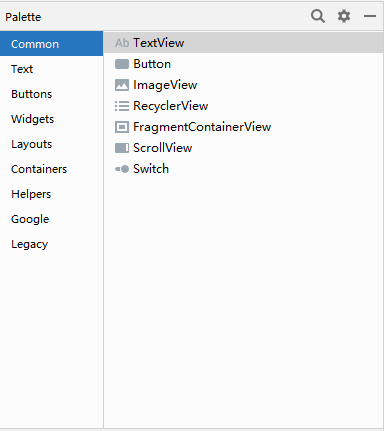 Palette
Common
Text
Buttons
Widgets
Layouts
Containers
Helpers
Google
Legacy
Ab TextView
Button
ImageView
RecyclerView
FragmentContainerView
ScrollView
Switch